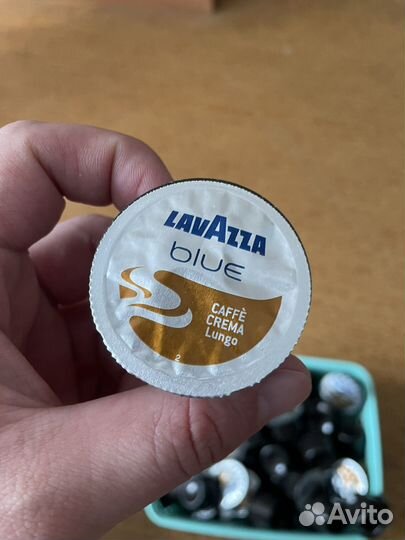 LAVAZZA
blue
CAFFÈ
CREMA
Lungo
2
Avito